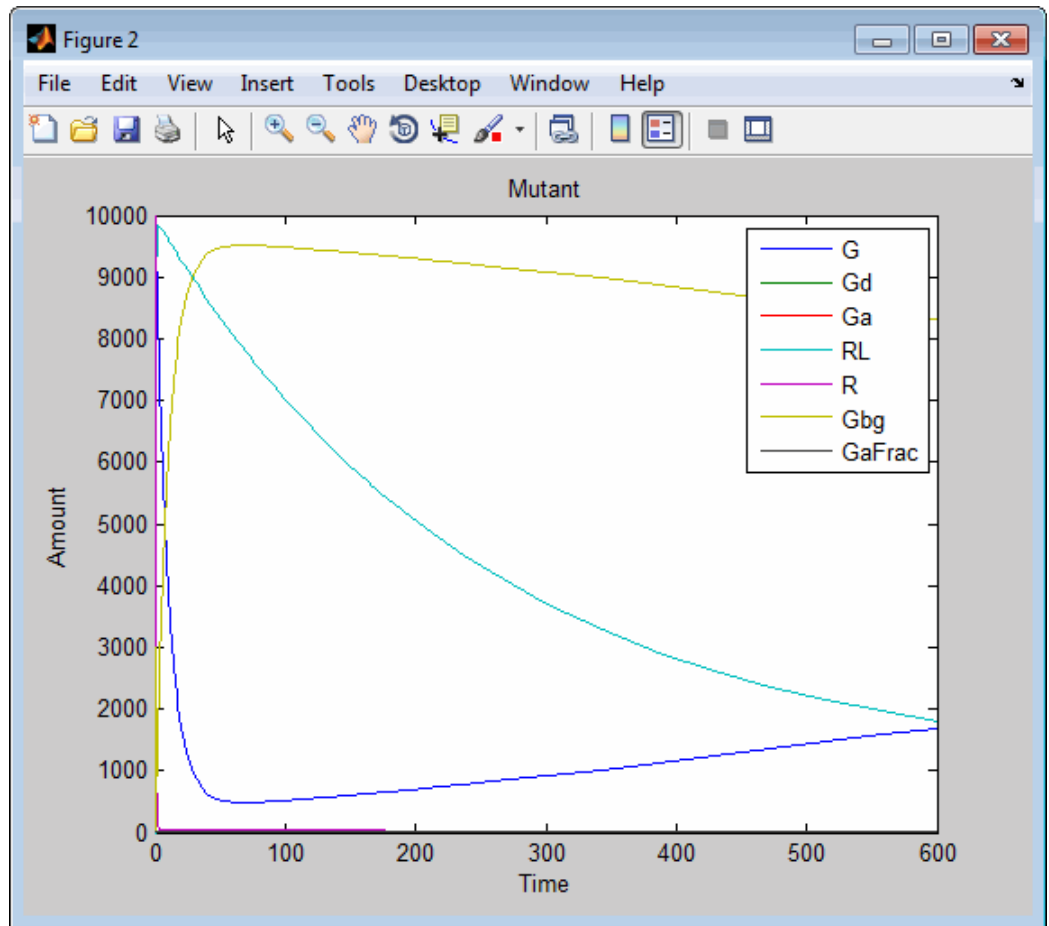 Figure 2
File Edit View Insert Tools Desktop Window Help
Mutant
10000
9000
8000
7000
6000
5000
4000
3000
2000
1000
0
Amount
G
Gd
Ga
RL
R
Gbg
GaFrac
0 100 200 300 400 500 600
Time